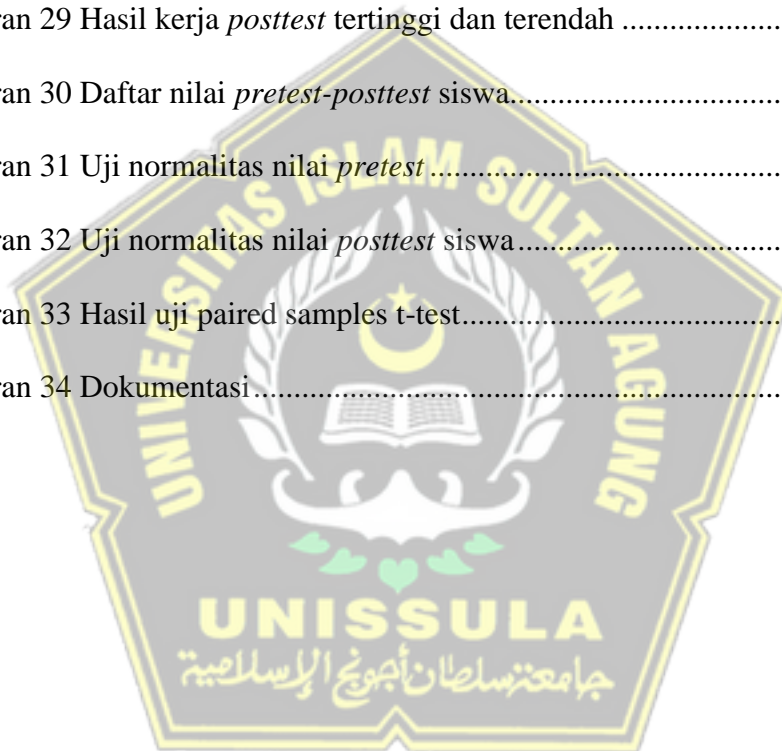 ran 29 Hasil kerja posttest tertinggi dan terendah ....................
ran 30 Daftar nilai pretest-posttest siswa....................................
ran 31 Uji normalitas nilai pretest................................................
ran 32 Uji normalitas nilai posttest siswa...................................
ran 33 Hasil uji paired samples t-test...........................................
ran 34 Dokumentasi........................................................................
UNIVERSITAS ISLAM SULTAN AGUNG
UNISSULA
جامعة سلطان أجونج الإسلامية